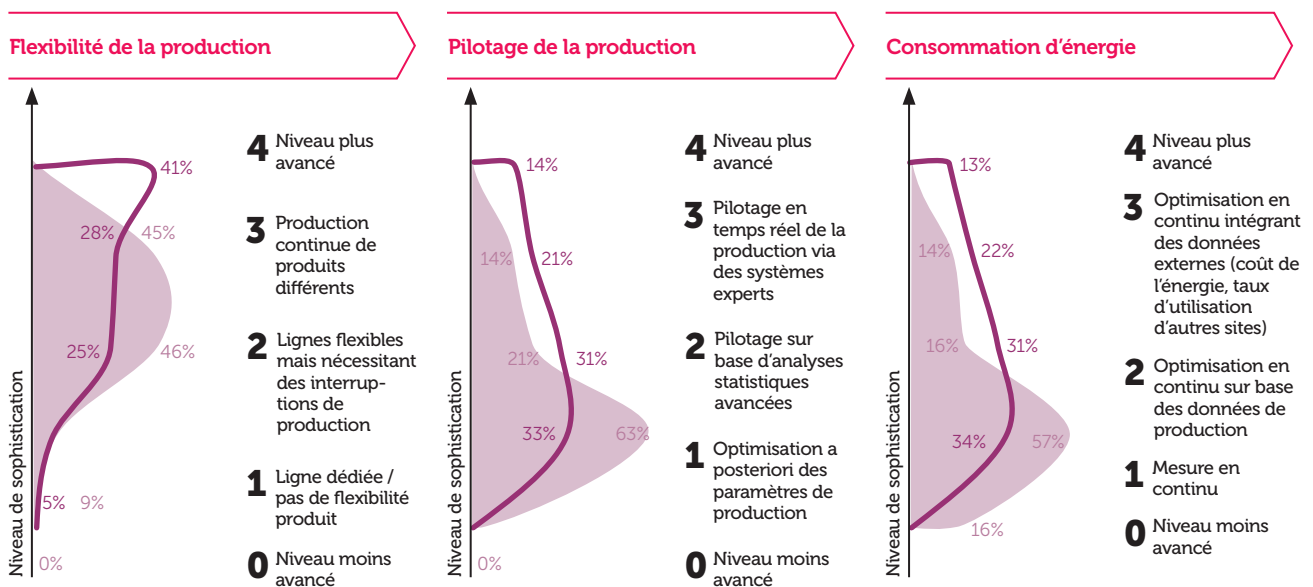 Flexibilité de la production
Niveau de sophistication
41%
28%
45%
25%
46%
5%
9%
0%
4 Niveau plus
avancé
3 Production
continue de
produits
différents
2 Lignes flexibles
mais nécessitant
des interrup-
tions de
production
1 Ligne dédiée /
pas de flexibilité
produit
0 Niveau moins
avancé
Pilotage de la production
Niveau de sophistication
14%
14%
21%
21%
31%
33%
63%
0%
4 Niveau plus
avancé
3 Pilotage en
temps réel de la
production via
des systèmes
experts
2 Pilotage sur
base d'analyses
statistiques
avancées
1 Optimisation a
posteriori des
paramètres de
production
0 Niveau moins
avancé
Consommation d'énergie
Niveau de sophistication
13%
14%
22%
16%
31%
34%
57%
16%
4 Niveau plus
avancé
3 Optimisation en
continu intégrant
des données
externes (coût de
l'énergie, taux
d'utilisation
d'autres sites)
2 Optimisation en
continu sur base
des données de
production
1 Mesure en
continu
0 Niveau moins
avancé